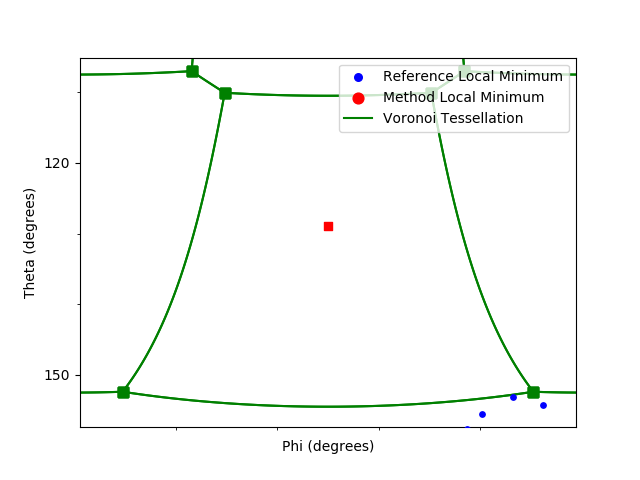 Reference Local Minimum
Method Local Minimum
Voronoi Tessellation
120
150
Theta (degrees)
Phi (degrees)